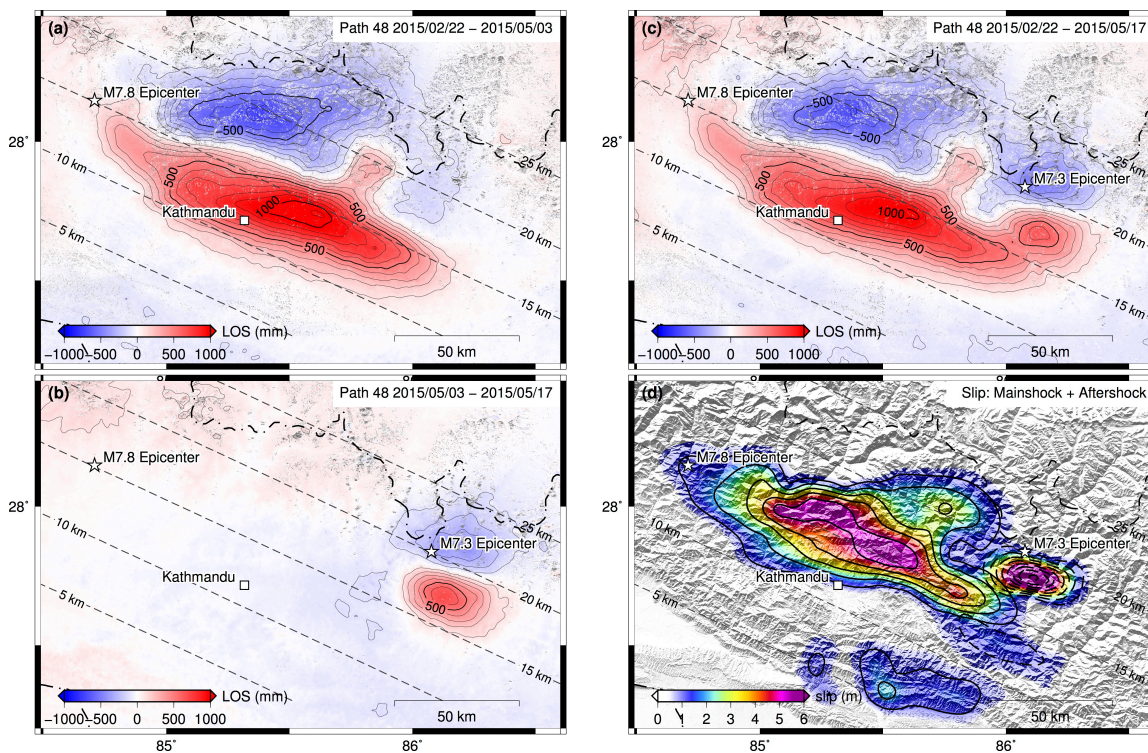 (a)
Path 48 2015/02/22 − 2015/05/03
M7.8 Epicenter
28˚
10 km
25 km
−500
500
1000
500
Kathmandu
500
5 km
20 km
15 km
LOS (mm)
−1000 −500 0 500 1000
50 km
(c)
Path 48 2015/02/22 − 2015/05/17
M7.8 Epicenter
−500
28˚
−500
10 km
25 km
500
M7.3 Epicenter
Kathmandu
1000
500
500
5 km
20 km
15 km
LOS (mm)
−1000 −500 0 500 1000
50 km
(b)
Path 48 2015/05/03 − 2015/05/17
M7.8 Epicenter
28˚
25 km
10 km
M7.3 Epicenter
Kathmandu
500
5 km
20 km
15 km
LOS (mm)
−1000 −500 0 500 1000
50 km
85˚
86˚
(d)
Slip: Mainshock + Aftershock
M7.8 Epicenter
28˚
25 km
10 km
M7.3 Epicenter
Kathmandu
5 km
20 km
15 km
slip (m)
0 1 2 3 4 5 6
50 km
85˚
86˚